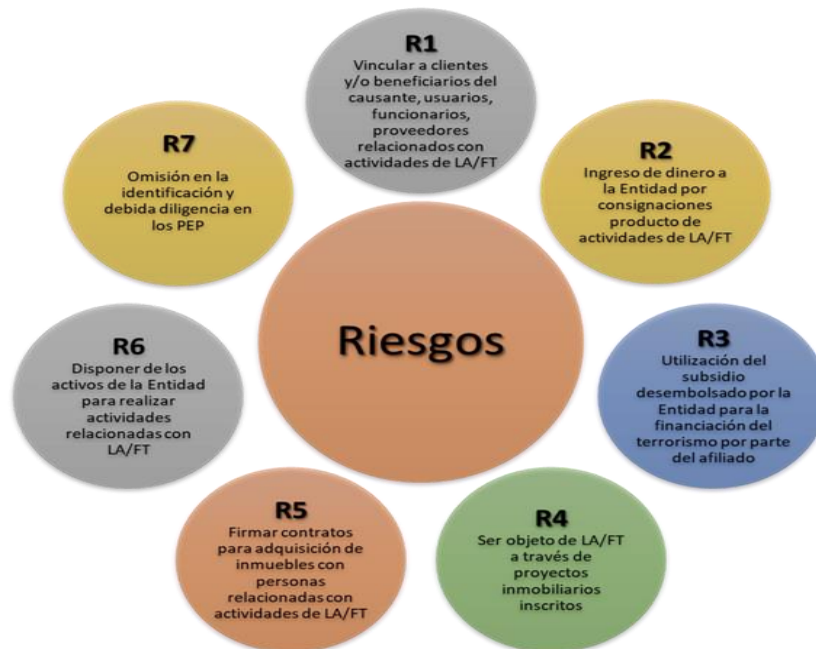 R1
Vincular a clientes
y/o beneficiarios del
causante, usuarios,
funcionarios,
proveedores
relacionados con
actividades de LA/FT
R2
Ingreso de dinero a
la Entidad por
consignaciones
producto de
actividades de LA/FT
R3
Utilización del
subsidio
desembolsado por la
Entidad para la
financiación del
terrorismo por parte
del afiliado
R4
Ser objeto de LA/FT
a través de
proyectos
inmobiliarios
inscritos
R5
Firmar contratos
para adquisición de
inmuebles con
personas
relacionadas con
actividades de LA/FT
R6
Disponer de los
activos de la Entidad
para realizar
actividades
relacionadas con
LA/FT
R7
Omisión en la
identificación y
debida diligencia en
los PEP
Riesgos